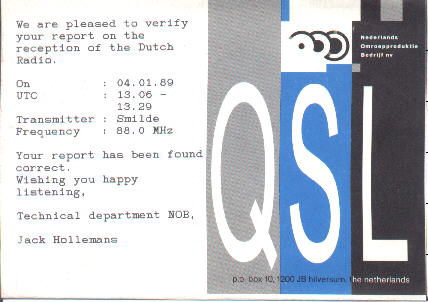 We are pleased to verify
your report on the
reception of the Dutch
Radio.
On : 04.01.89
UTC : 13.06 -
13.29
Transmitter : Smilde
Frequency : 88.0 MHz
Your report has been found
correct.
Wishing you happy
listening,
Technical department NOB,
Jack Hollemans
Nederlands
Omroepproduktie
Bedrijf nv
QSL
p.o. box 10, 1200 JB hilversum, the netherlands